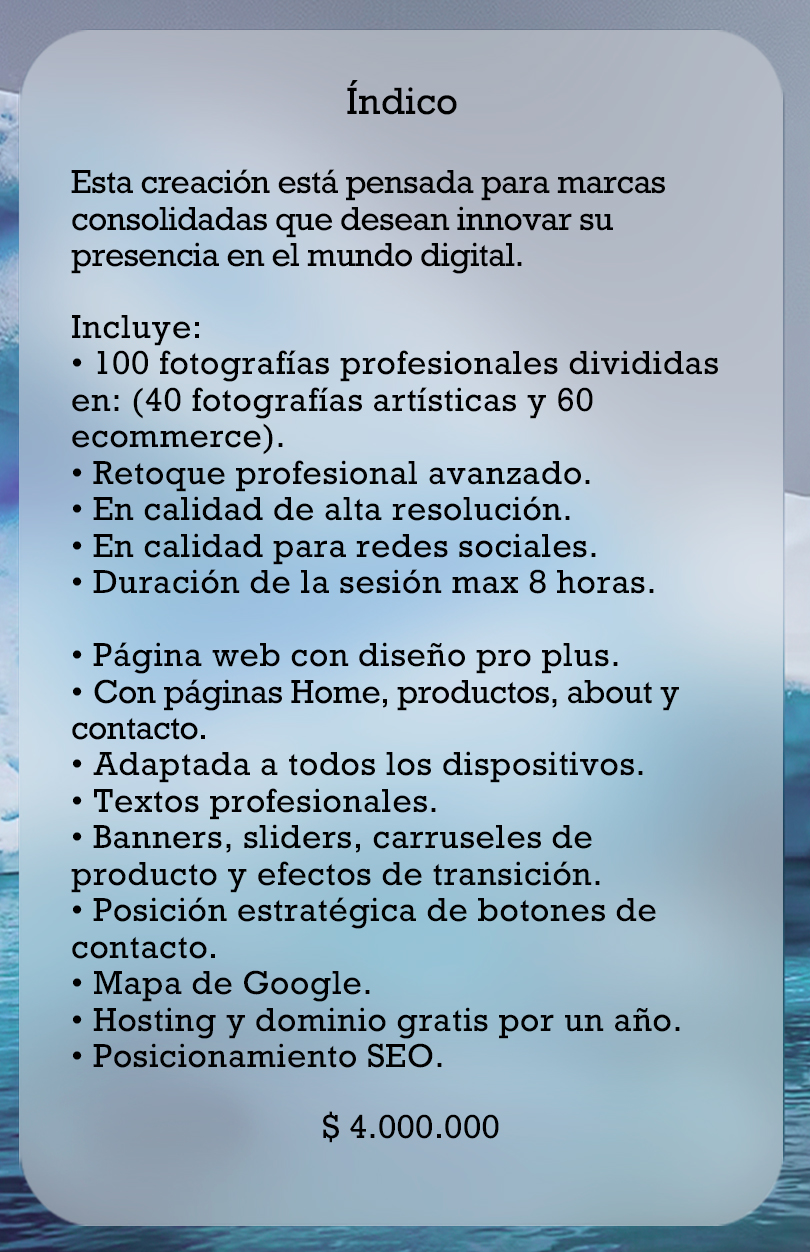 Índico
Esta creación está pensada para marcas
consolidadas que desean innovar su
presencia en el mundo digital.
Incluye:
• 100 fotografías profesionales divididas
en: (40 fotografías artísticas y 60
ecommerce).
• Retoque profesional avanzado.
• En calidad de alta resolución.
• En calidad para redes sociales.
• Duración de la sesión max 8 horas.
• Página web con diseño pro plus.
• Con páginas Home, productos, about y
contacto.
• Adaptada a todos los dispositivos.
• Textos profesionales.
• Banners, sliders, carruseles de
producto y efectos de transición.
• Posición estratégica de botones de
contacto.
• Mapa de Google.
• Hosting y dominio gratis por un año.
• Posicionamiento SEO.
$ 4.000.000